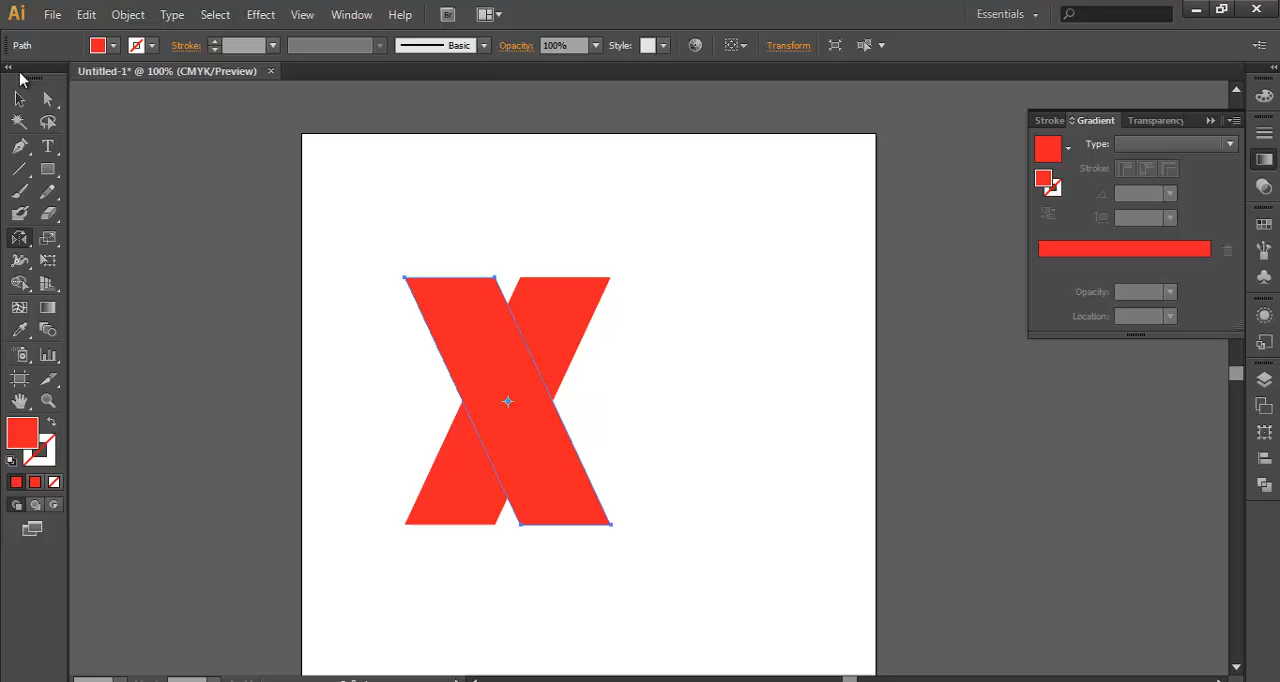 Ai File Edit Object Type Select Effect View Window Help Br Essentials
Path Stroke: Basic Opacity: 100% Style: Transform
Untitled-1* @ 100% (CMYK/Preview) ×
Stroke Gradient Transparency
Type:
Stroke:
Opacity:
Location:
T
X